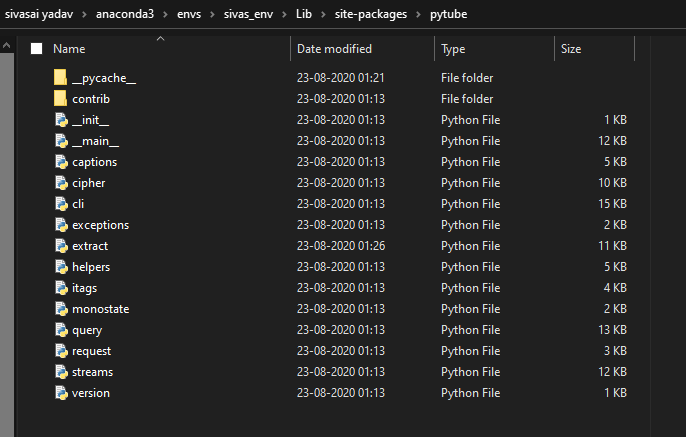 sivasai yadav > anaconda3 > envs > sivas_env > Lib > site-packages > pytube
Name Date modified Type Size
__pycache__ 23-08-2020 01:21 File folder
contrib 23-08-2020 01:13 File folder
__init__ 23-08-2020 01:13 Python File 1 KB
__main__ 23-08-2020 01:13 Python File 12 KB
captions 23-08-2020 01:13 Python File 5 KB
cipher 23-08-2020 01:13 Python File 10 KB
cli 23-08-2020 01:13 Python File 15 KB
exceptions 23-08-2020 01:13 Python File 2 KB
extract 23-08-2020 01:26 Python File 11 KB
helpers 23-08-2020 01:13 Python File 5 KB
itags 23-08-2020 01:13 Python File 4 KB
monostate 23-08-2020 01:13 Python File 2 KB
query 23-08-2020 01:13 Python File 13 KB
request 23-08-2020 01:13 Python File 3 KB
streams 23-08-2020 01:13 Python File 12 KB
version 23-08-2020 01:13 Python File 1 KB